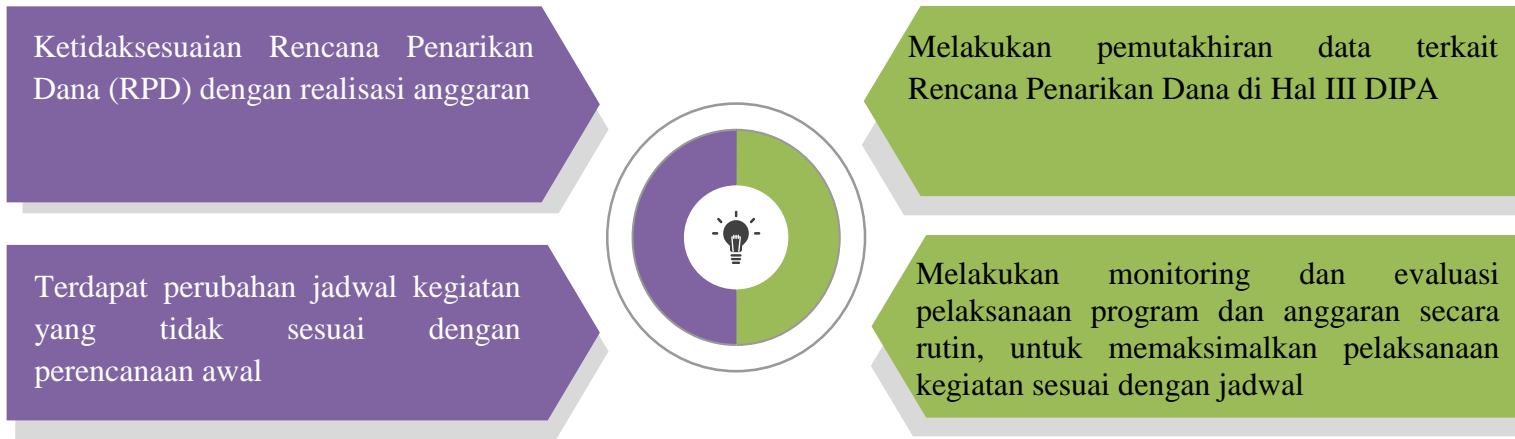 Ketidaksesuaian Rencana Penarikan
Dana (RPD) dengan realisasi anggaran
Melakukan pemutakhiran data terkait
Rencana Penarikan Dana di Hal III DIPA
Terdapat perubahan jadwal kegiatan
yang tidak sesuai dengan
perencanaan awal
Melakukan monitoring dan evaluasi
pelaksanaan program dan anggaran secara
rutin, untuk memaksimalkan pelaksanaan
kegiatan sesuai dengan jadwal